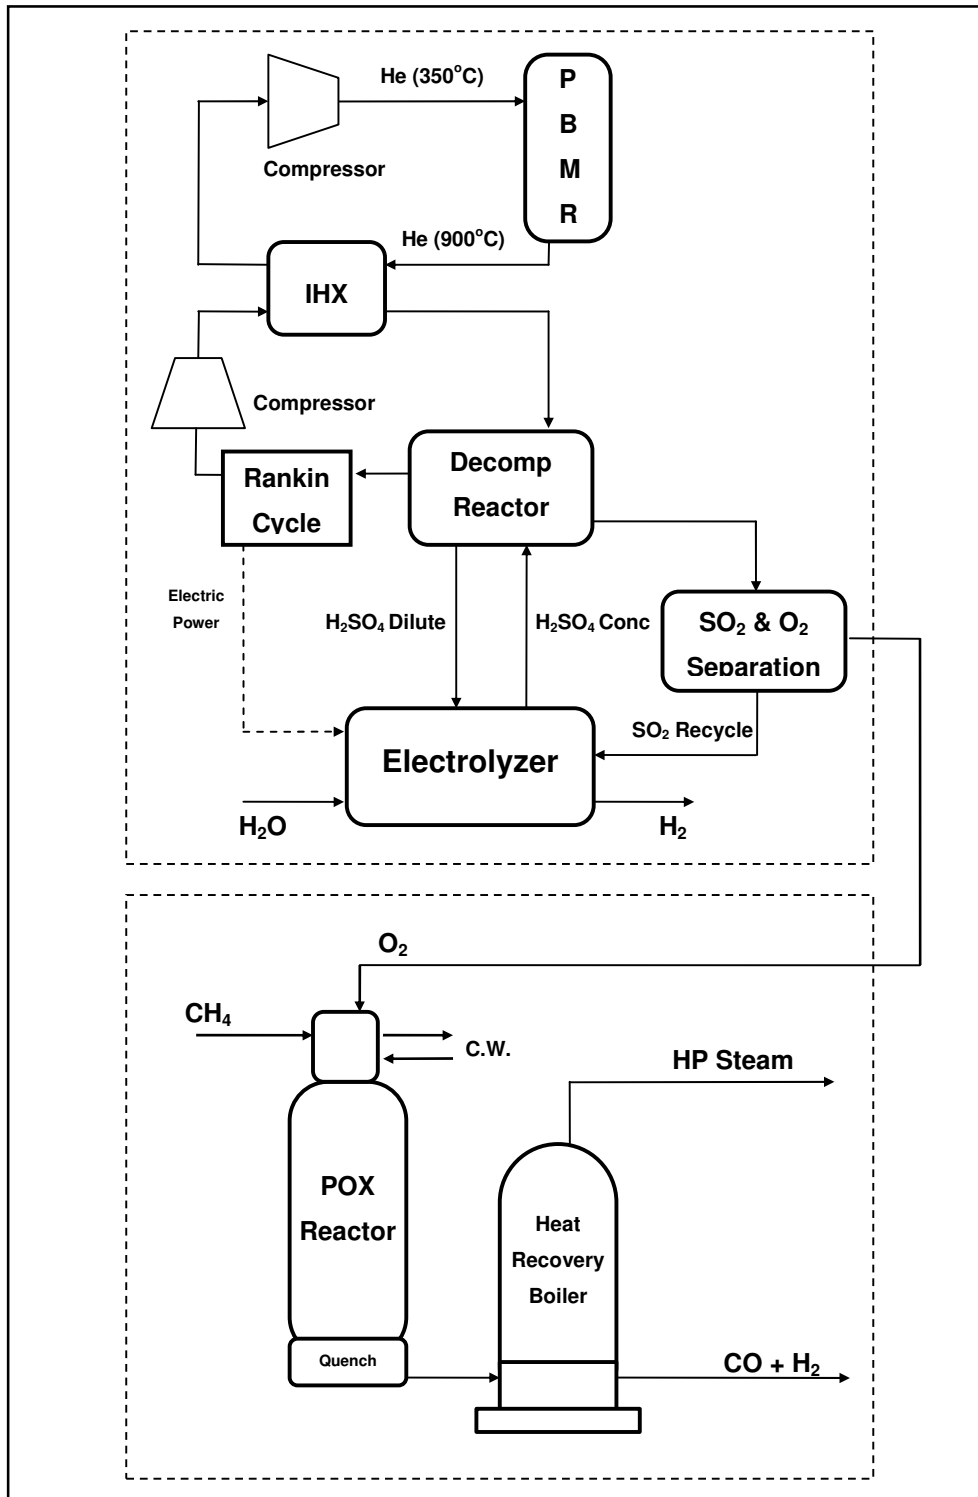 He (350°C)
P
B
M
R
Compressor
He (900°C)
IHX
Compressor
Decomp
Reactor
Rankin
Cycle
Electric
Power
H₂SO₄ Dilute
H₂SO₄ Conc
SO₂ & O₂
Separation
SO₂ Recycle
Electrolyzer
H₂O
H₂
O₂
CH₄
C.W.
HP Steam
POX
Reactor
Heat
Recovery
Boiler
Quench
CO + H₂